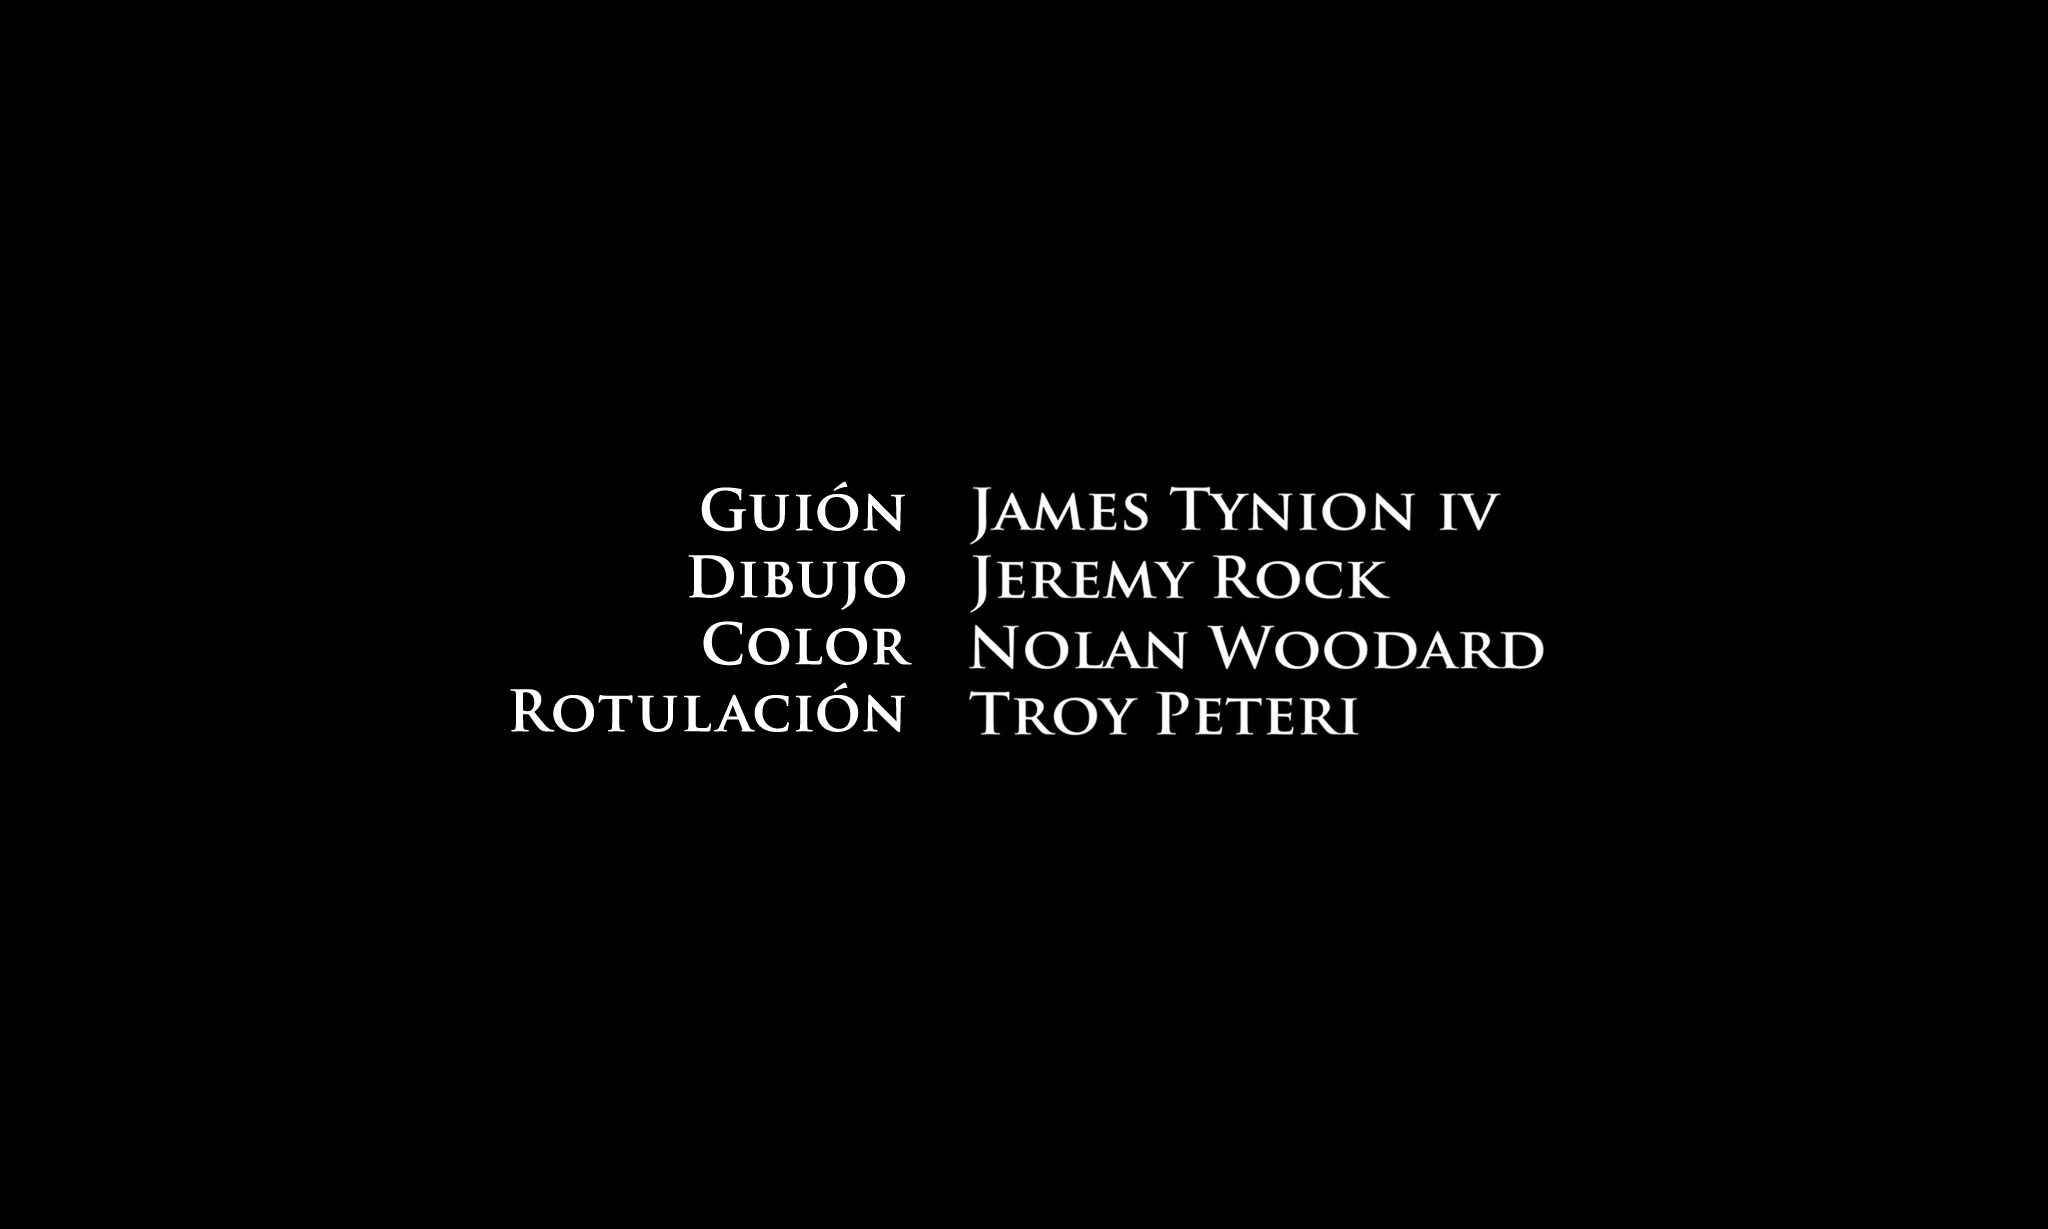 Guión James Tynion IV
Dibujo Jeremy Rock
Color Nolan Woodard
Rotulación Troy Peteri